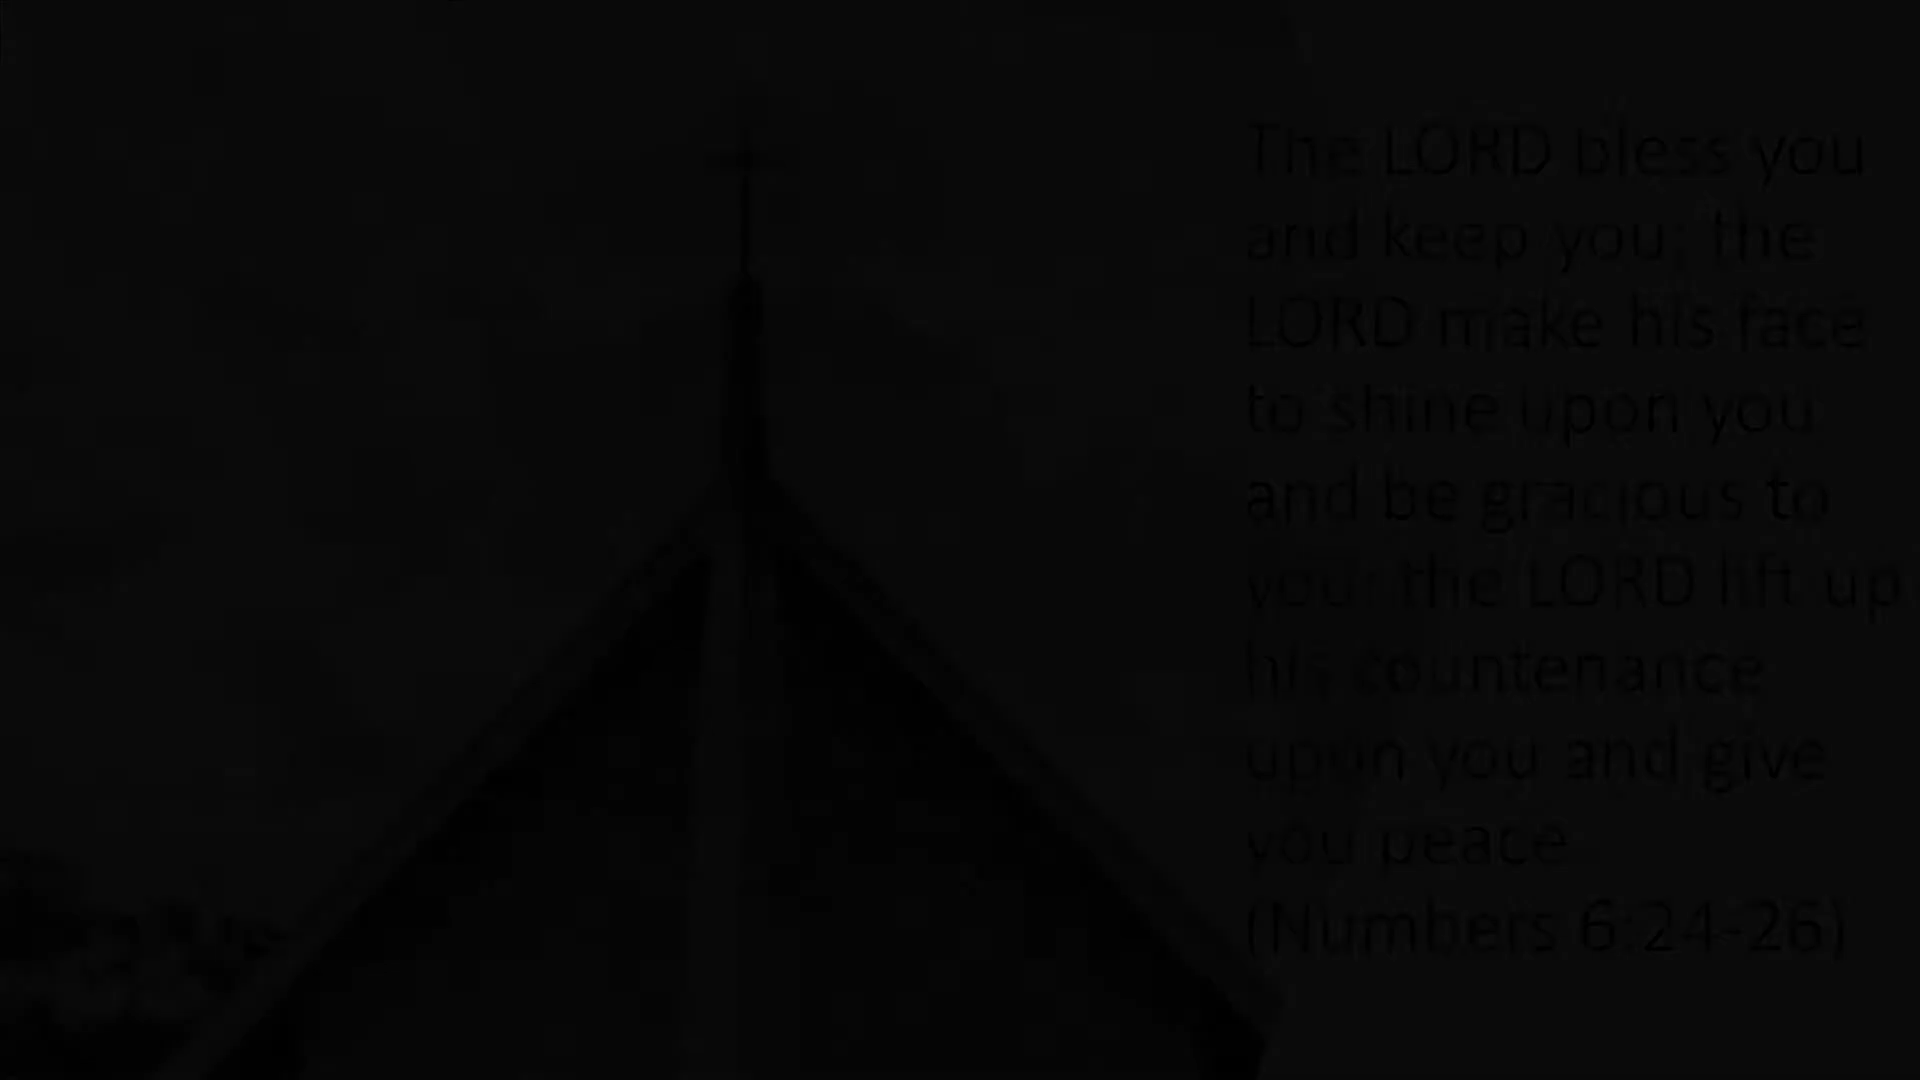 The LORD bless you
and keep you; the
LORD make his face
to shine upon you
and be gracious to
you; the LORD lift up
his countenance
upon you and give
you peace.
(Numbers 6:24-26)